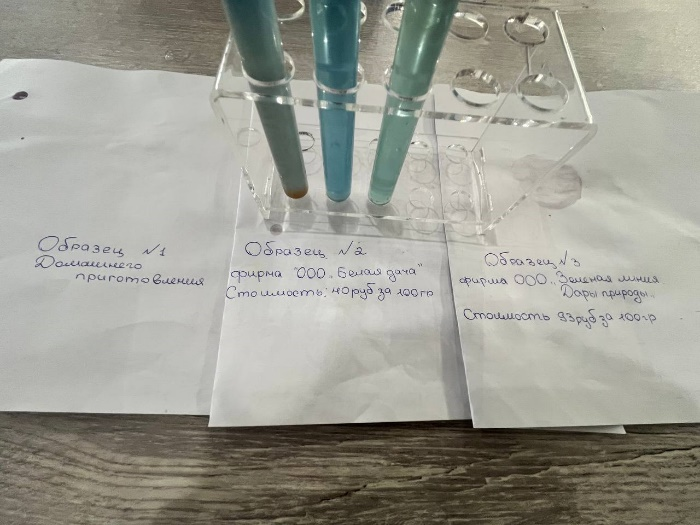 Образец №1
Домашнего
приготовления
Образец №2
фирма "ООО „Белая дача"
Стоимость: 40руб за 100гр
Образец №3
фирма ООО „Зеленая линия
Дары природы„
Стоимость 93руб за 100гр